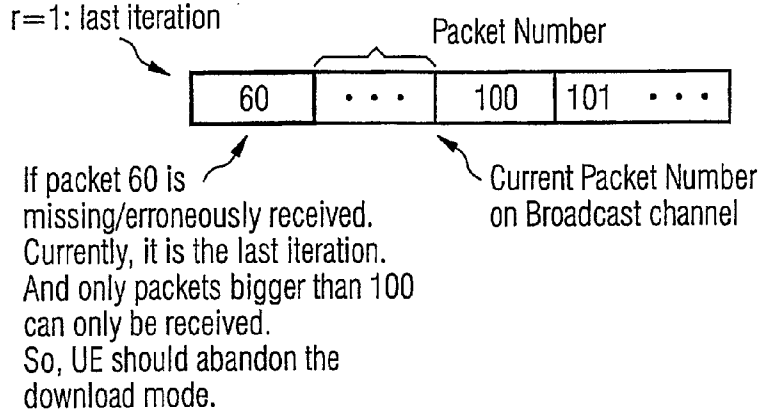 r=1: last iteration
Packet Number
60 • • • 100 101 • • •
If packet 60 is
missing/erroneously received.
Currently, it is the last iteration.
And only packets bigger than 100
can only be received.
So, UE should abandon the
download mode.
Current Packet Number
on Broadcast channel